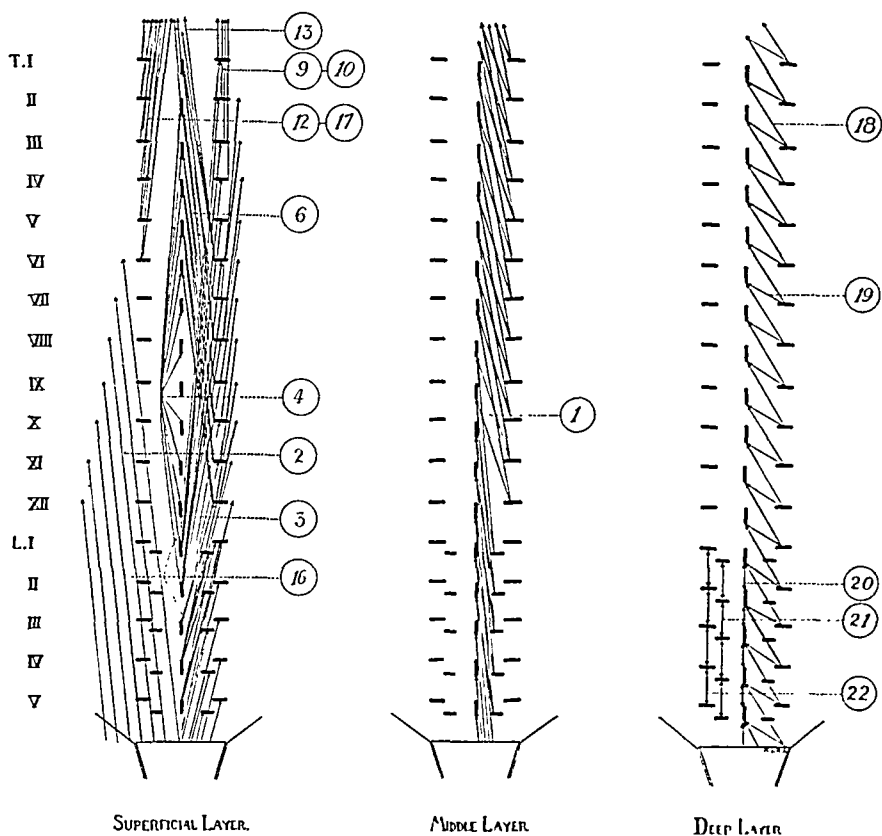 T.I
II
III
IV
V
VI
VII
VIII
IX
X
XI
XII
L.I
II
III
IV
V
13
9 10
12 17
6
4
2
3
16
SUPERFICIAL LAYER.
1
MIDDLE LAYER
18
19
20
21
22
DEEP LAYER